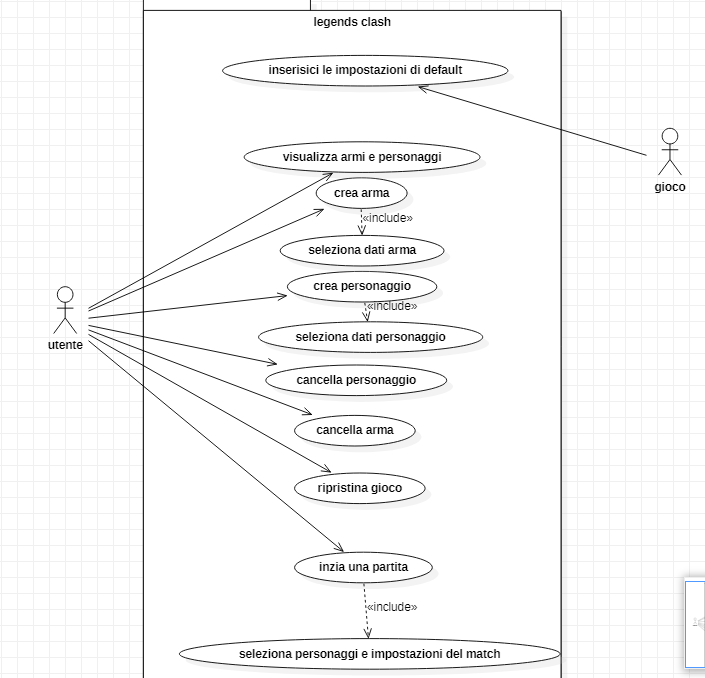 legends clash
inserisici le impostazioni di default
visualizza armi e personaggi
gioco
crea arma
«include»
seleziona dati arma
crea personaggio
«include»
seleziona dati personaggio
utente
cancella personaggio
cancella arma
ripristina gioco
inzia una partita
«include»
seleziona personaggi e impostazioni del match